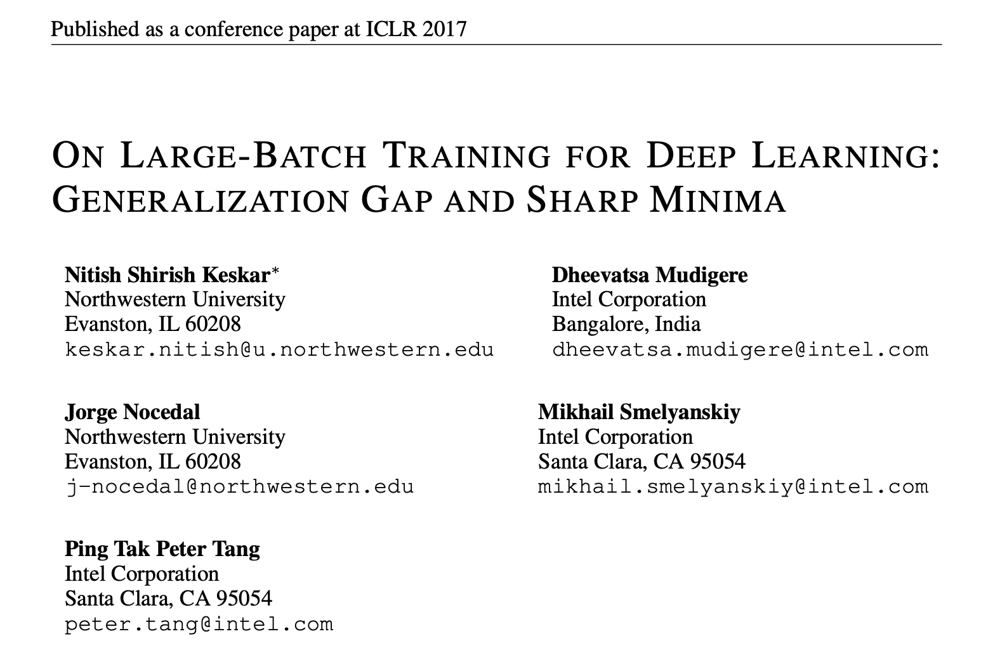 Published as a conference paper at ICLR 2017
ON LARGE-BATCH TRAINING FOR DEEP LEARNING:
GENERALIZATION GAP AND SHARP MINIMA
Nitish Shirish Keskar*
Northwestern University
Evanston, IL 60208
keskar.nitish@u.northwestern.edu
Dheevatsa Mudigere
Intel Corporation
Bangalore, India
dheevatsa.mudigere@intel.com
Jorge Nocedal
Northwestern University
Evanston, IL 60208
j-nocedal@northwestern.edu
Mikhail Smelyanskiy
Intel Corporation
Santa Clara, CA 95054
mikhail.smelyanskiy@intel.com
Ping Tak Peter Tang
Intel Corporation
Santa Clara, CA 95054
peter.tang@intel.com